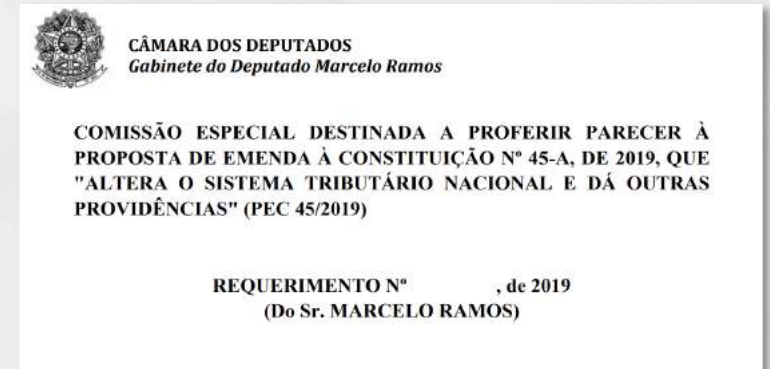 CÂMARA DOS DEPUTADOS
Gabinete do Deputado Marcelo Ramos
COMISSÃO ESPECIAL DESTINADA A PROFERIR PARECER À
PROPOSTA DE EMENDA À CONSTITUIÇÃO Nº 45-A, DE 2019, QUE
"ALTERA O SISTEMA TRIBUTÁRIO NACIONAL E DÁ OUTRAS
PROVIDÊNCIAS" (PEC 45/2019)
REQUERIMENTO Nº , de 2019
(Do Sr. MARCELO RAMOS)